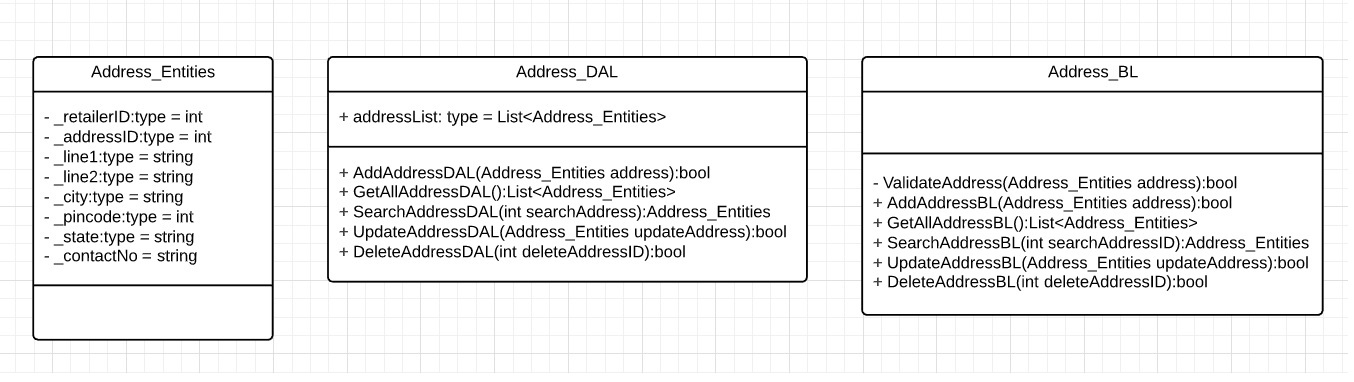 Address_Entities
- _retailerID:type = int
- _addressID:type = int
- _line1:type = string
- _line2:type = string
- _city:type = string
- _pincode:type = int
- _state:type = string
- _contactNo = string
Address_DAL
+ addressList: type = List<Address_Entities>
+ AddAddressDAL(Address_Entities address):bool
+ GetAllAddressDAL():List<Address_Entities>
+ SearchAddressDAL(int searchAddress):Address_Entities
+ UpdateAddressDAL(Address_Entities updateAddress):bool
+ DeleteAddressDAL(int deleteAddressID):bool
Address_BL
- ValidateAddress(Address_Entities address):bool
+ AddAddressBL(Address_Entities address):bool
+ GetAllAddressBL():List<Address_Entities>
+ SearchAddressBL(int searchAddressID):Address_Entities
+ UpdateAddressBL(Address_Entities updateAddress):bool
+ DeleteAddressBL(int deleteAddressID):bool